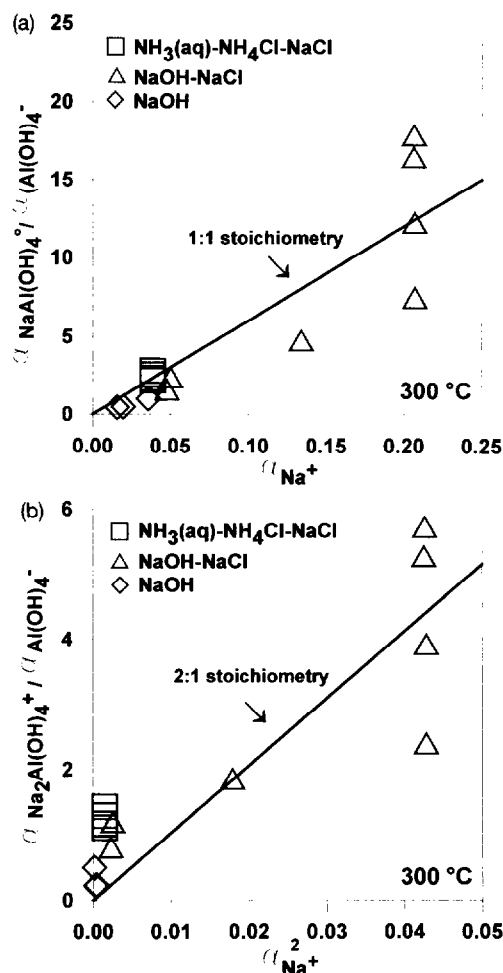 (a)
25
20
15
10
5
0
□ NH₃(aq)-NH₄Cl-NaCl
△ NaOH-NaCl
◇ NaOH
1:1 stoichiometry
300 °C
a NaAl(OH)₄° / a (Al(OH)₄⁻
0.00 0.05 0.10 0.15 0.20 0.25
a Na⁺
(b)
6
4
2
0
□ NH₃(aq)-NH₄Cl-NaCl
△ NaOH-NaCl
◇ NaOH
2:1 stoichiometry
300 °C
a Na₂Al(OH)₄⁺ / a Al(OH)₄⁻
0.00 0.01 0.02 0.03 0.04 0.05
a² Na⁺